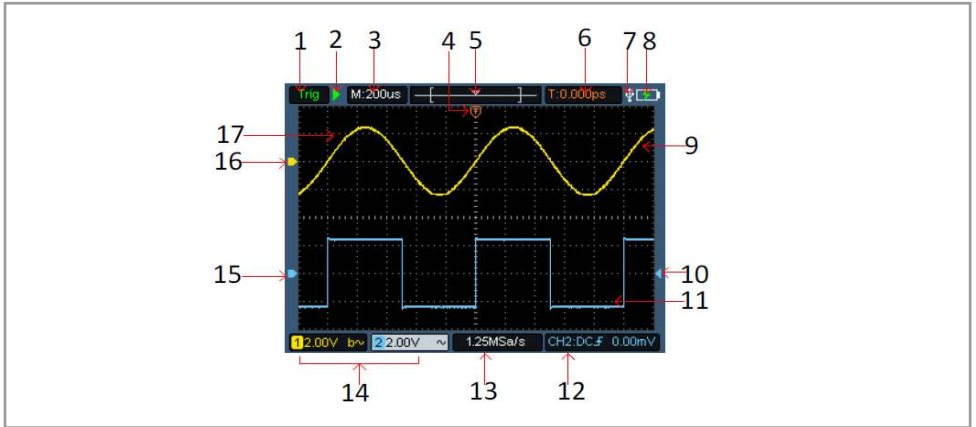 1 2 3 4 5 6 7 8
Trig M:200us [ ] T:0.000ps
T
17
16
9
15
10
11
1 2.00V b~ 2 2.00V ~ 1.25MSa/s CH2:DC 0.00mV
14 13 12